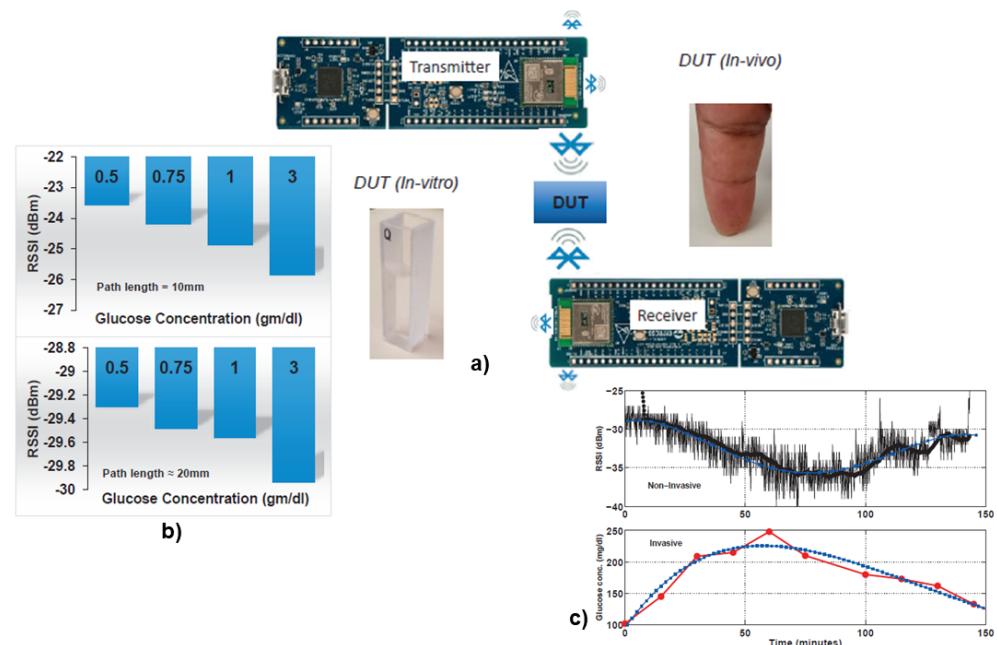 Transmitter
DUT (In-vivo)
DUT (In-vitro)
Q
DUT
Receiver
a)
-22
-23
-24
-25
-26
-27
RSSI (dBm)
0.5 0.75 1 3
Path length = 10mm
Glucose Concentration (gm/dl)
-28.8
-29
-29.2
-29.4
-29.6
-29.8
-30
RSSI (dBm)
0.5 0.75 1 3
Path length ≈ 20mm
Glucose Concentration (gm/dl)
b)
−25
−30
−35
−40
RSSI (dBm)
Non−Invasive
0 50 100 150
250
200
150
100
Glucose conc. (mg/dl)
Invasive
0 50 100 150
Time (minutes)
c)